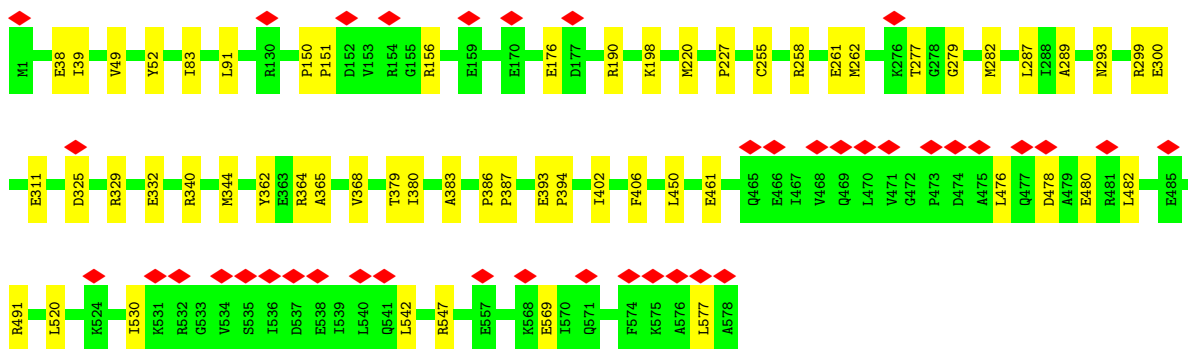 M1 E38 I39 V49 Y52 I83 L91 R130 P150 P151 D152 V153 R154 G155 R156 E159 E170 E176 D177 R190 K198 M220 P227 C255 R258 E261 M262 K276 T277 G278 G279 M282 L287 I288 A289 N293 R299 E300
E311 D325 R329 E332 R340 M344 Y362 E363 R364 A365 V368 T379 I380 A383 P386 P387 E393 P394 I402 F406 L450 E461 Q465 E466 I467 V468 Q469 L470 V471 G472 P473 D474 A475 L476 Q477 D478 A479 E480 R481 L482 E485
R491 L520 K524 I530 K531 R532 G533 V534 S535 I536 D537 E538 I539 L540 Q541 L542 R547 E557 K568 E569 I570 Q571 F574 K575 A576 L577 A578